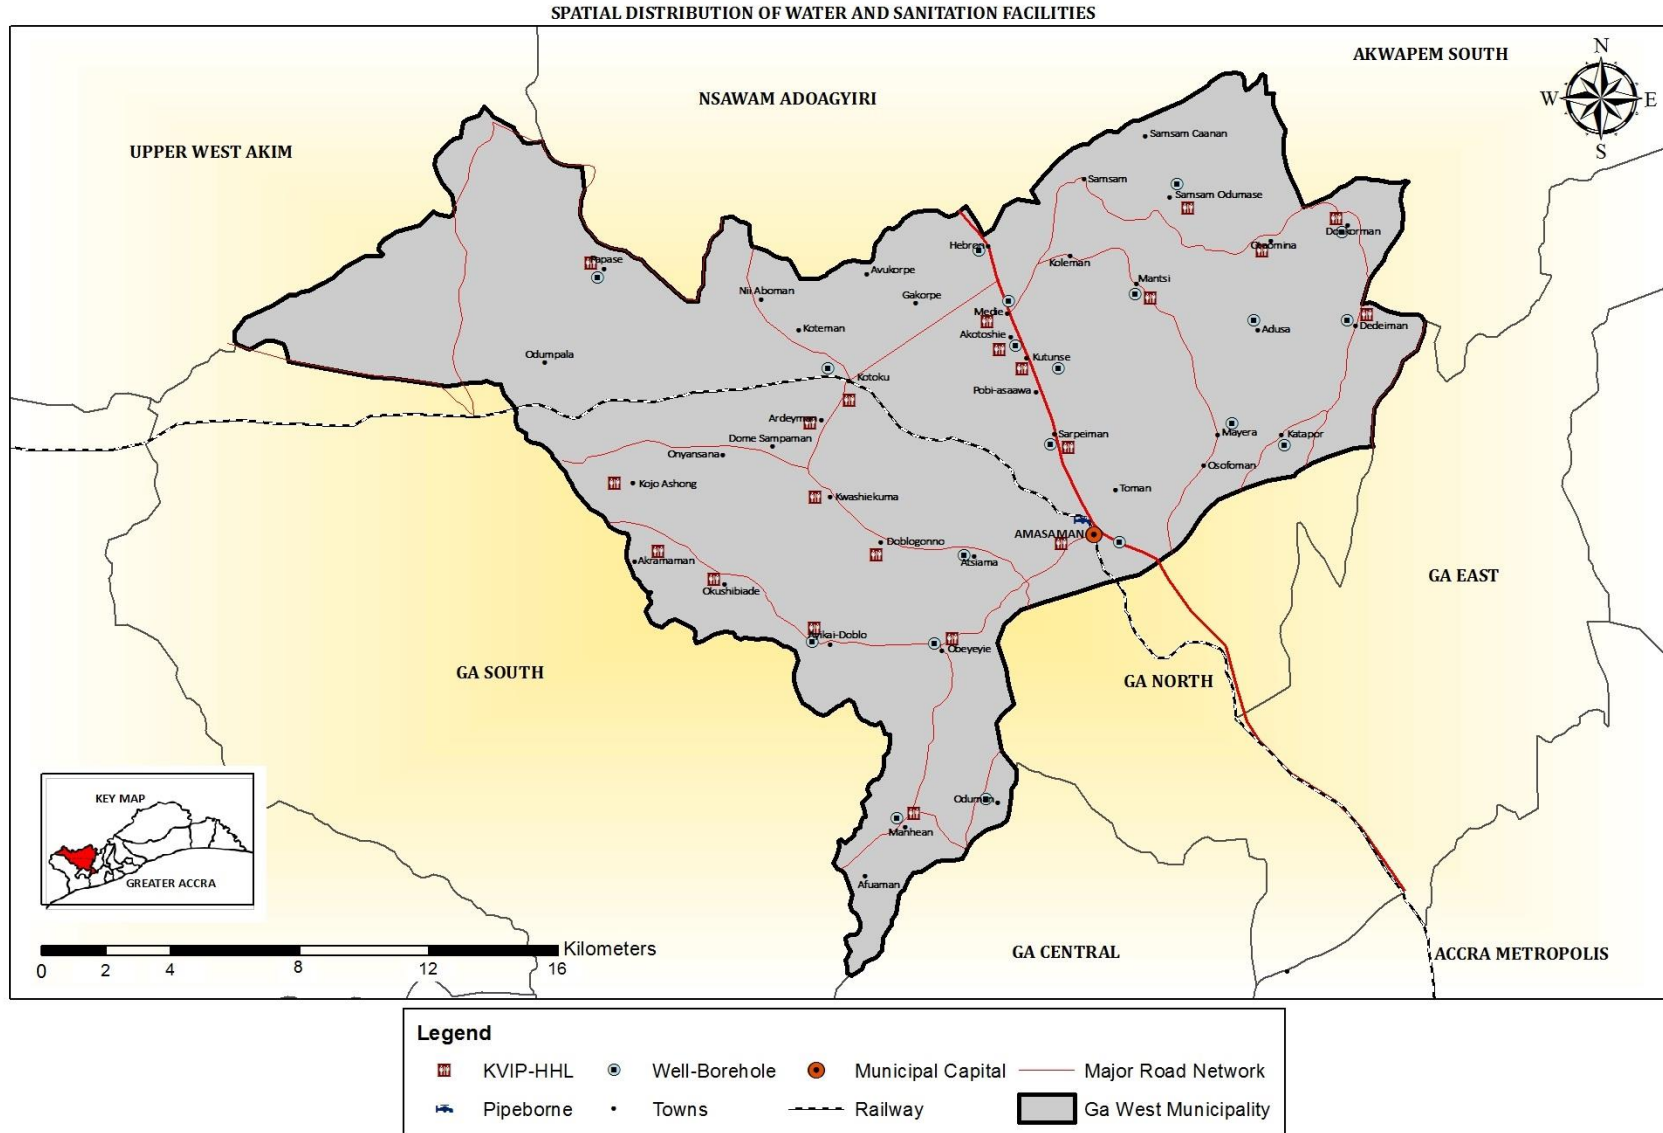 SPATIAL DISTRIBUTION OF WATER AND SANITATION FACILITIES
AKWAPEM SOUTH
N
W E
S
NSAWAM ADOAGYIRI
UPPER WEST AKIM
Samsam Caanan
Samsam
Samsam Odumase
Hebron
Koleman
Papase
Avukorpe
Mantsi
Nii Aboman
Gakorpe
Medie
Koteman
Akotoshie
Adusa
Dedeiman
Odumpala
Kutunse
Kotoku
Pobi-asaawa
Ardeyman
Dome Sampaman
Sarpeiman
Mayera
Katapor
Onyansana
Osofoman
Kojo Ashong
Toman
Kwashiekuma
AMASAMAN
Doblogonno
Atsiama
Akramaman
Okushibiade
GA EAST
Obeyeyie
GA SOUTH
GA NORTH
Oduman
Manhean
Afuaman
KEY MAP
GREATER ACCRA
Kilometers
0 2 4 8 12 16
GA CENTRAL
ACCRA METROPOLIS
Legend
KVIP-HHL Well-Borehole Municipal Capital Major Road Network
Pipeborne Towns Railway Ga West Municipality